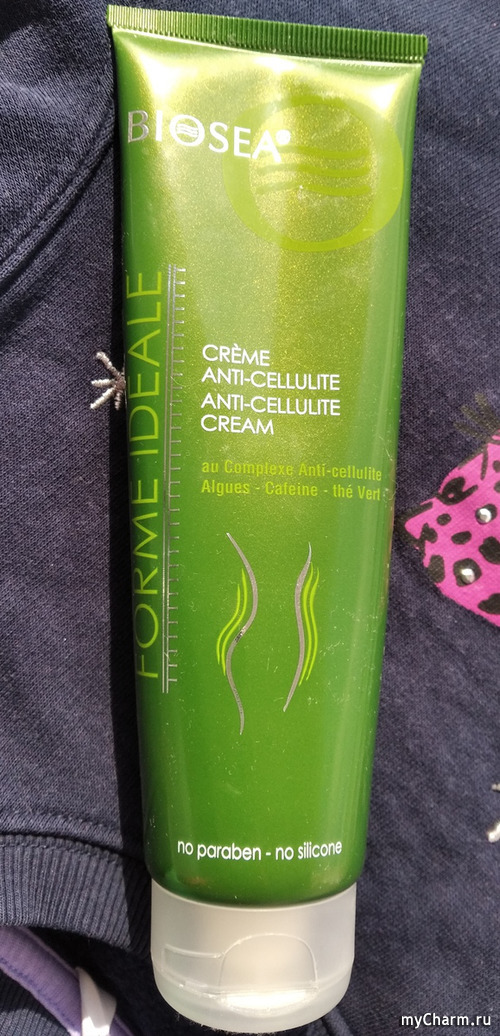 BIOSEA®
FORME IDEALE
CRÈME
ANTI-CELLULITE
ANTI-CELLULITE
CREAM
au Complexe Anti-cellulite
Algues - Cafeine - thé Vert -
no paraben - no silicone
myCharm.ru